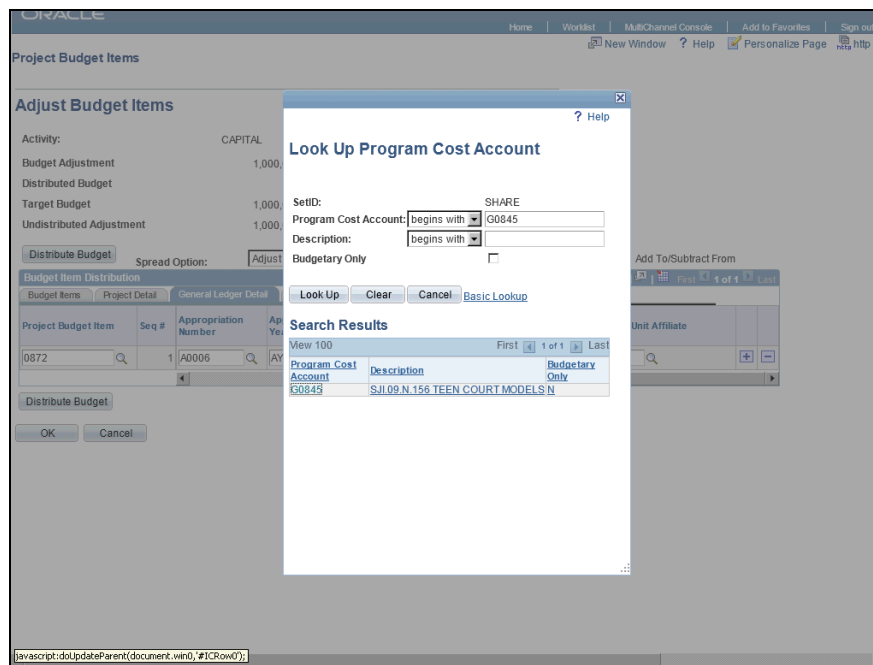 ORACLE
Home | Worklist | MultiChannel Console | Add to Favorites | Sign out
New Window ? Help Personalize Page http
Project Budget Items
Adjust Budget Items
Activity: CAPITAL
Budget Adjustment 1,000,
Distributed Budget
Target Budget 1,000,
Undistributed Adjustment 1,000,
Distribute Budget Spread Option: Adjust Add To/Subtract From
Budget Item Distribution First 1 of 1 Last
Budget Items Project Detail General Ledger Detail
Project Budget Item Seq # Appropriation Number Unit Affiliate
0872 1 A0006 AY
Distribute Budget
OK Cancel
? Help
Look Up Program Cost Account
SetID: SHARE
Program Cost Account: begins with G0845
Description: begins with
Budgetary Only
Look Up Clear Cancel Basic Lookup
Search Results
View 100 First 1 of 1 Last
Program Cost Account Description Budgetary Only
G0845 SJI.09.N.156 TEEN COURT MODELS N
javascript:doUpdateParent(document.win0,'#ICRow0');